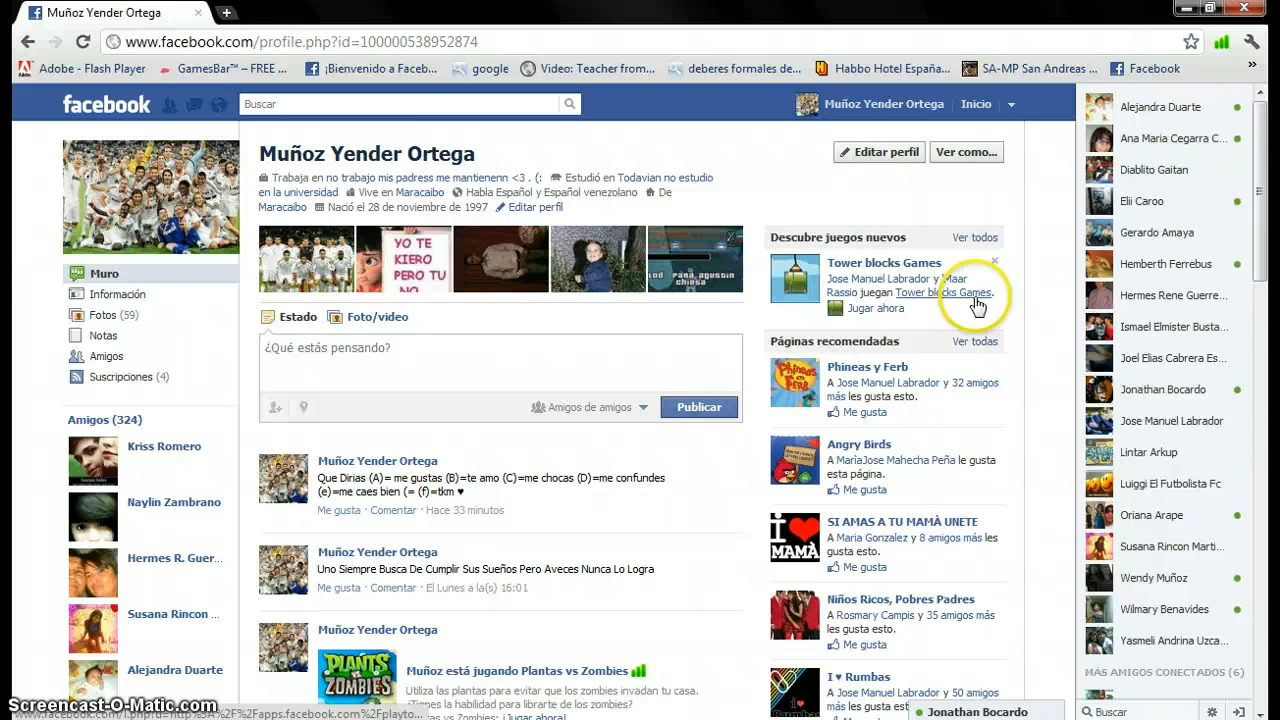 Muñoz Yender Ortega
www.facebook.com/profile.php?id=100000538952874
Adobe - Flash Player
GamesBar™ – FREE ...
¡Bienvenido a Faceb...
google
Video: Teacher from...
deberes formales de...
Habbo Hotel España...
SA-MP San Andreas ...
Facebook
facebook
Buscar
Muñoz Yender Ortega
Inicio
Muñoz Yender Ortega
Editar perfil
Ver como...
Trabaja en no trabajo mis padress me mantienenn <3 . (: Estudió en Todavian no estudio
en la universidad Vive en Maracaibo Habla Español y Español venezolano De
Maracaibo Nació el 28 de noviembre de 1997 Editar perfil
YO TE
KIERO
PERO TU
Muro
Información
Fotos (59)
Notas
Amigos
Suscripciones (4)
Amigos (324)
Kriss Romero
Naylin Zambrano
Hermes R. Guer...
Susana Rincon ...
Alejandra Duarte
Estado
Foto/video
¿Qué estás pensando?
Amigos de amigos
Publicar
Muñoz Yender Ortega
Que Dirias (A)= me gustas (B)=te amo (C)=me chocas (D)=me confundes
(e)=me caes bien (= (f)=tkm ♥
Me gusta · Comentar · Hace 33 minutos
Muñoz Yender Ortega
Uno Siempre Busca De Cumplir Sus Sueños Pero Aveces Nunca Lo Logra
Me gusta · Comentar · El Lunes a la(s) 16:01
Muñoz Yender Ortega
PLANTS
vs
ZOMBIES
Muñoz está jugando Plantas vs Zombies
Utiliza las plantas para evitar que los zombies invadan tu casa.
¿Tienes la habilidad para librarte de los zombies?
Plantas vs Zombies · ¡Jugar ahora!
Descubre juegos nuevos
Ver todos
Tower blocks Games
Jose Manuel Labrador y Maar
Rassio juegan Tower blocks Games.
Jugar ahora
Páginas recomendadas
Ver todas
Phineas y Ferb
A Jose Manuel Labrador y 32 amigos
más les gusta esto.
Me gusta
Angry Birds
A MarìaJose Mahecha Peña le gusta
esta página.
Me gusta
I
MAMÀ
SI AMAS A TU MAMÀ UNETE
A Maria Gonzalez y 8 amigos más les
gusta esto.
Me gusta
Niños Ricos, Pobres Padres
A Rosmary Campis y 35 amigos más
les gusta esto.
Me gusta
I ♥ Rumbas
A Jose Manuel Labrador y 50 amigos
Alejandra Duarte
Ana Maria Cegarra C...
Diablito Gaitan
Elii Caroo
Gerardo Amaya
Hemberth Ferrebus
Hermes Rene Guerre...
Ismael Elmister Busta...
Joel Elias Cabrera Es...
Jonathan Bocardo
Jose Manuel Labrador
Lintar Arkup
Luiggi El Futbolista Fc
Oriana Arape
Susana Rincon Marti...
Wendy Muñoz
Wilmary Benavides
Yasmeli Andrina Uzca...
MÁS AMIGOS CONECTADOS (6)
Buscar
Jonathan Bocardo
Screencast-O-Matic.com